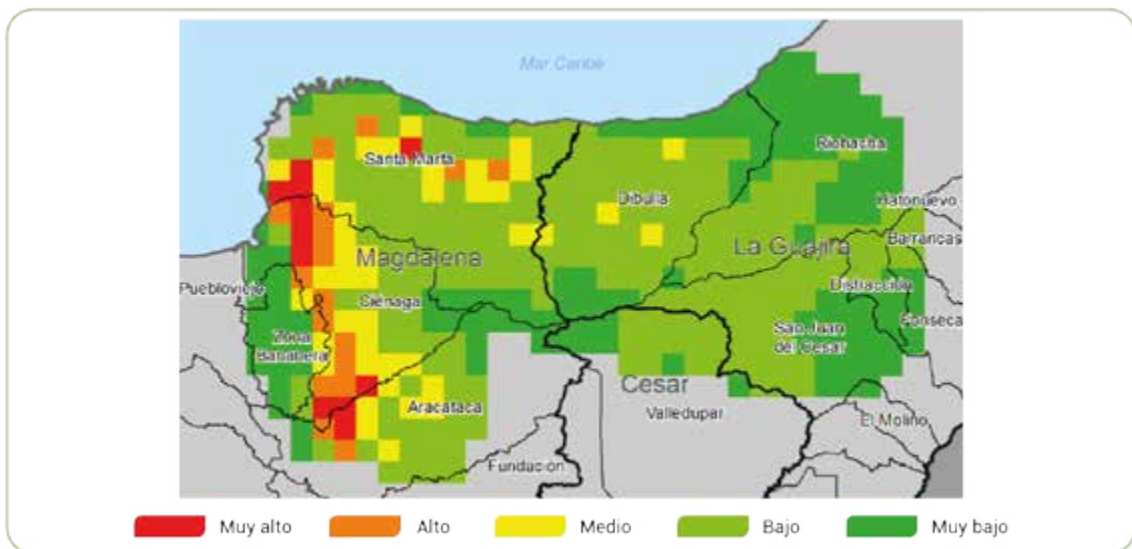 Mar Caribe
Riohacha
Santa Marta
Dibulla
Hatonuevo
Barrancas
La Guajira
Magdalena
Distracción
Puebloviejo
Ciénaga
Fonseca
San Juan
del Cesar
Zona
Bananera
Cesar
Aracataca
Valledupar
El Molino
Fundación
Muy alto
Alto
Medio
Bajo
Muy bajo